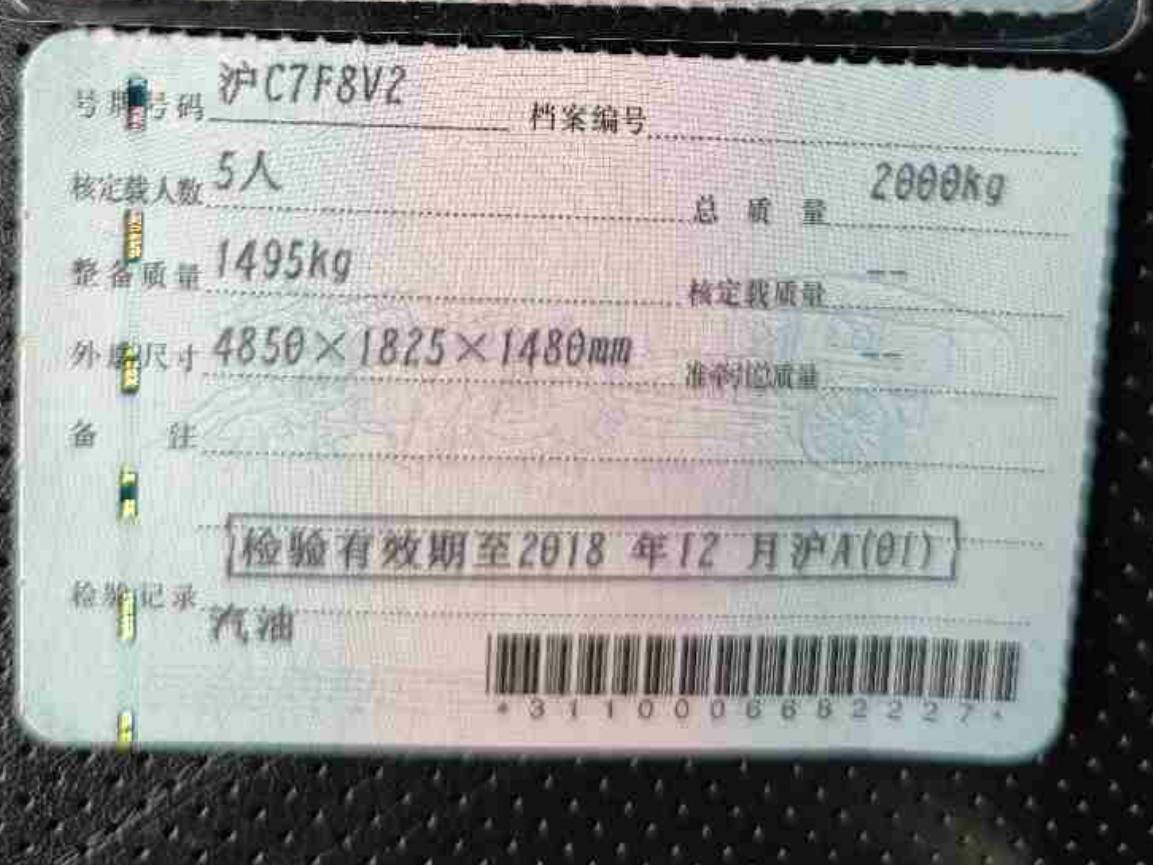 号牌号码 沪C7F8V2 档案编号
核定载人数 5人 总质量 2000kg
整备质量 1495kg 核定载质量 --
外廓尺寸 4850×1825×1480mm 准牵引总质量 --
备注
检验有效期至2018年12月沪A(01)
检验记录
汽油
*3110006682227*